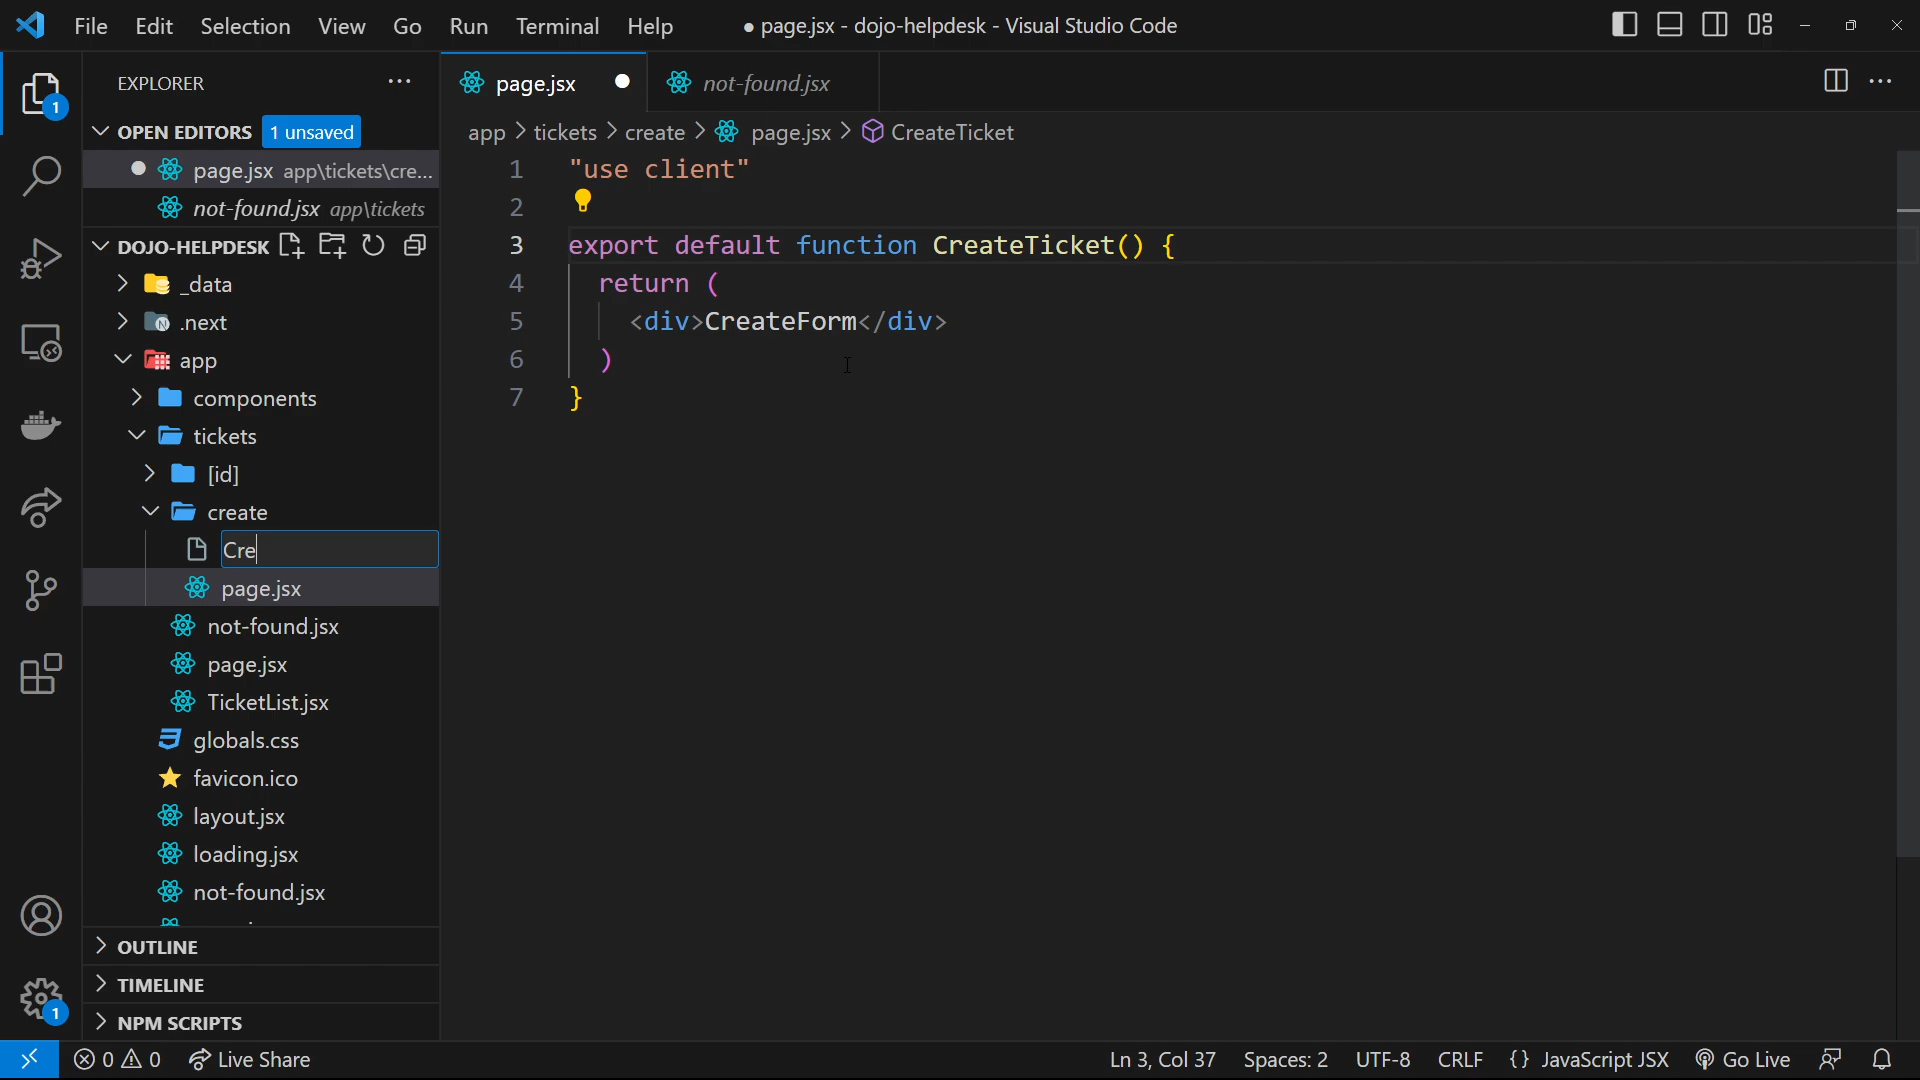 File Edit Selection View Go Run Terminal Help
● page.jsx - dojo-helpdesk - Visual Studio Code
EXPLORER
page.jsx
not-found.jsx
1
OPEN EDITORS 1 unsaved
page.jsx app\tickets\cre...
not-found.jsx app\tickets
DOJO-HELPDESK
_data
.next
app
components
tickets
[id]
create
Cre
page.jsx
not-found.jsx
page.jsx
TicketList.jsx
globals.css
favicon.ico
layout.jsx
loading.jsx
not-found.jsx
OUTLINE
TIMELINE
NPM SCRIPTS
1
app > tickets > create > page.jsx > CreateTicket
1 "use client"
2
3 export default function CreateTicket() {
4 return (
5 <div>CreateForm</div>
6 )
7 }
0 0 Live Share
Ln 3, Col 37 Spaces: 2 UTF-8 CRLF {} JavaScript JSX Go Live